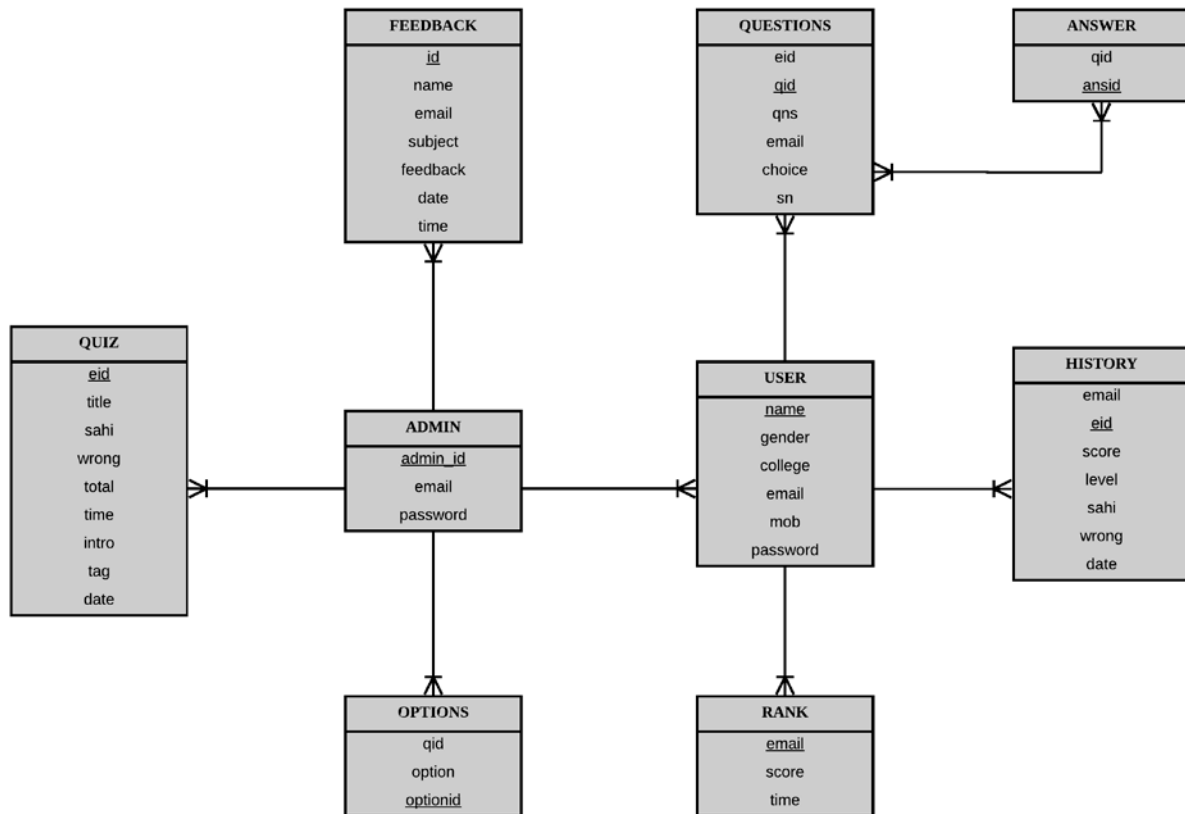 FEEDBACK
id
name
email
subject
feedback
date
time
QUESTIONS
eid
qid
qns
email
choice
sn
ANSWER
qid
ansid
QUIZ
eid
title
sahi
wrong
total
time
intro
tag
date
ADMIN
admin_id
email
password
USER
name
gender
college
email
mob
password
HISTORY
email
eid
score
level
sahi
wrong
date
OPTIONS
qid
option
optionid
RANK
email
score
time